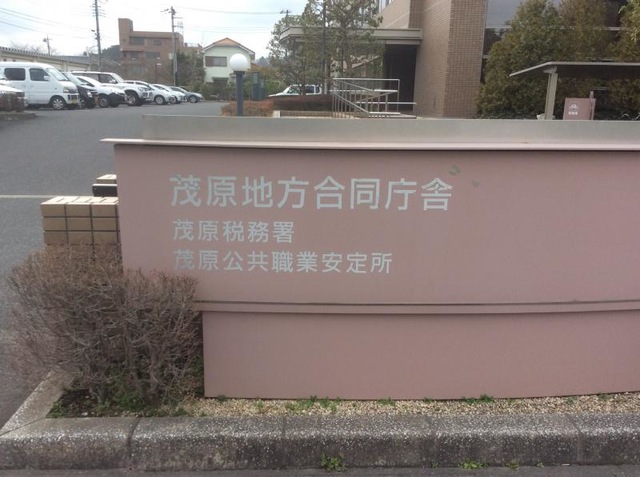 茂原地方合同庁舎
茂原税務署
茂原公共職業安定所